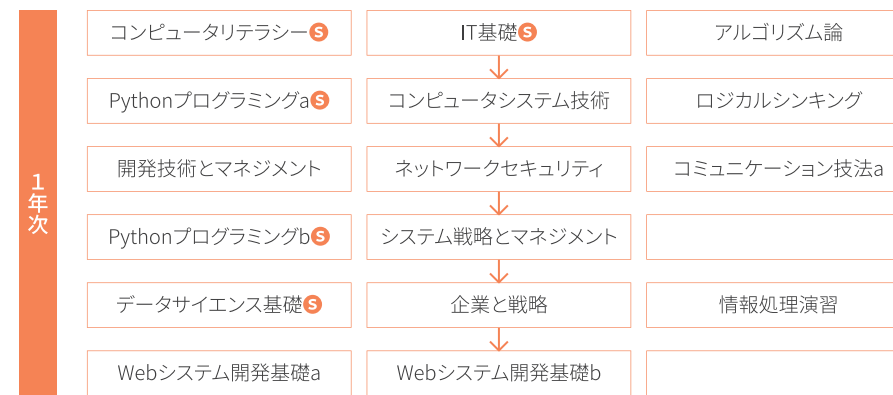 1年次
コンピュータリテラシーS
IT基礎S
アルゴリズム論
PythonプログラミングaS
コンピュータシステム技術
ロジカルシンキング
開発技術とマネジメント
ネットワークセキュリティ
コミュニケーション技法a
PythonプログラミングbS
システム戦略とマネジメント
データサイエンス基礎S
企業と戦略
情報処理演習
Webシステム開発基礎a
Webシステム開発基礎b